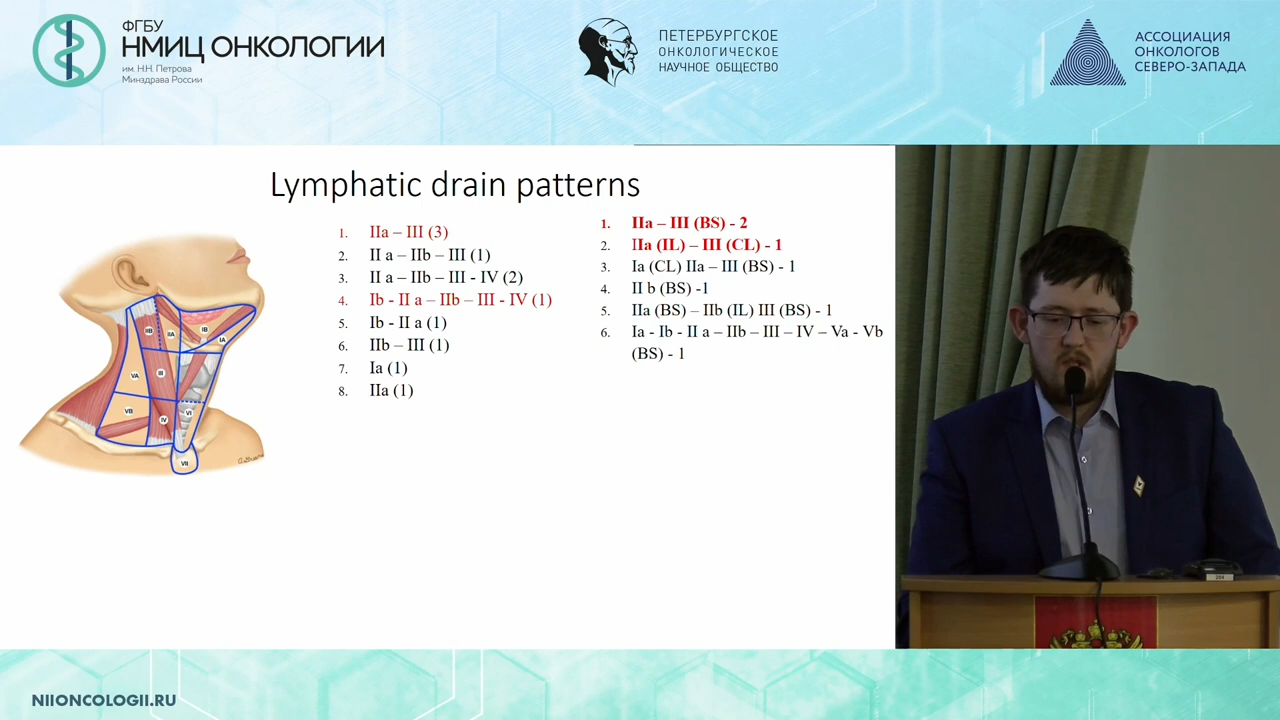 ФГБУ
НМИЦ ОНКОЛОГИИ
им. Н.Н. Петрова
Минздрава России
ПЕТЕРБУРГСКОЕ
ОНКОЛОГИЧЕСКОЕ
НАУЧНОЕ ОБЩЕСТВО
АССОЦИАЦИЯ
ОНКОЛОГОВ
СЕВЕРО-ЗАПАДА
Lymphatic drain patterns
1. IIa – III (3)
2. II a – IIb – III (1)
3. II a – IIb – III - IV (2)
4. Ib - II a – IIb – III - IV (1)
5. Ib - II a (1)
6. IIb – III (1)
7. Ia (1)
8. IIa (1)
1. IIa – III (BS) - 2
2. IIa (IL) – III (CL) - 1
3. Ia (CL) IIa – III (BS) - 1
4. II b (BS) -1
5. IIa (BS) – IIb (IL) III (BS) - 1
6. Ia - Ib - II a – IIb – III – IV – Va - Vb
(BS) - 1
IIB
IIA
IB
IA
VA
III
VB
IV
VI
VII
NIIONCOLOGII.RU